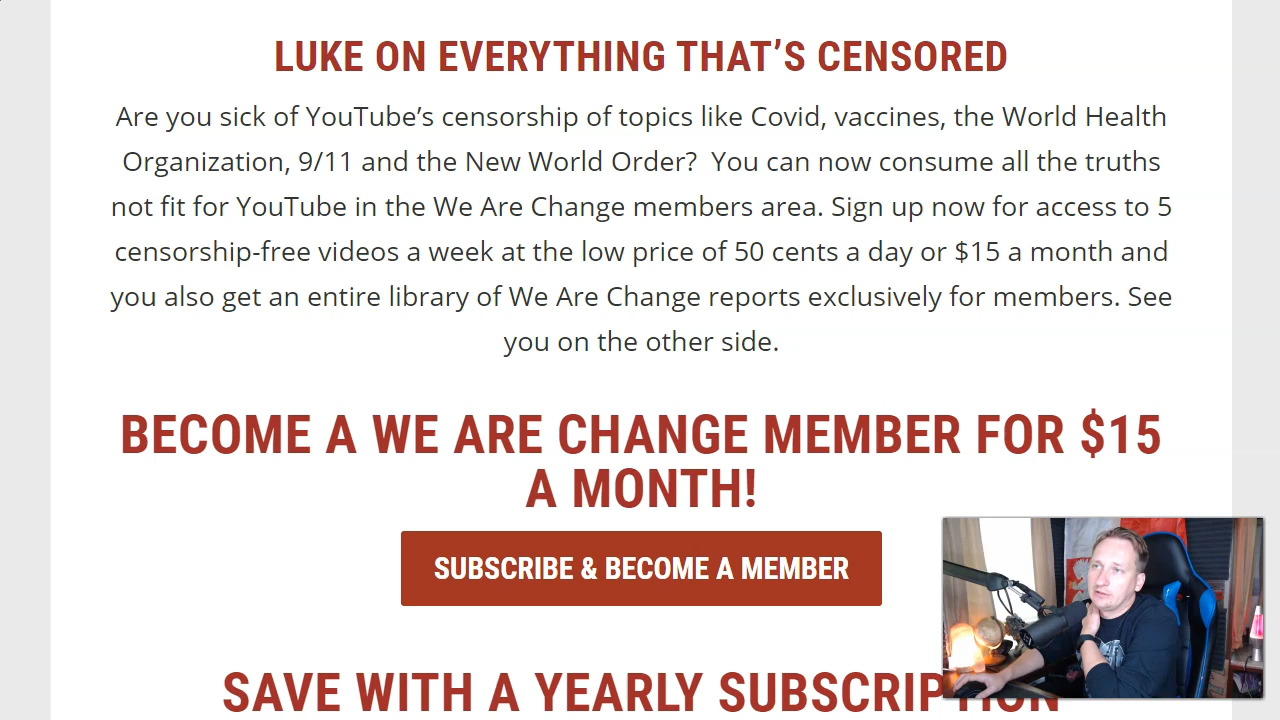 LUKE ON EVERYTHING THAT’S CENSORED
Are you sick of YouTube’s censorship of topics like Covid, vaccines, the World Health
Organization, 9/11 and the New World Order? You can now consume all the truths
not fit for YouTube in the We Are Change members area. Sign up now for access to 5
censorship-free videos a week at the low price of 50 cents a day or $15 a month and
you also get an entire library of We Are Change reports exclusively for members. See
you on the other side.
BECOME A WE ARE CHANGE MEMBER FOR $15
A MONTH!
SUBSCRIBE & BECOME A MEMBER
SAVE WITH A YEARLY SUBSCRIPTION